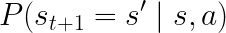 P(s_{t+1} = s' | s, a)